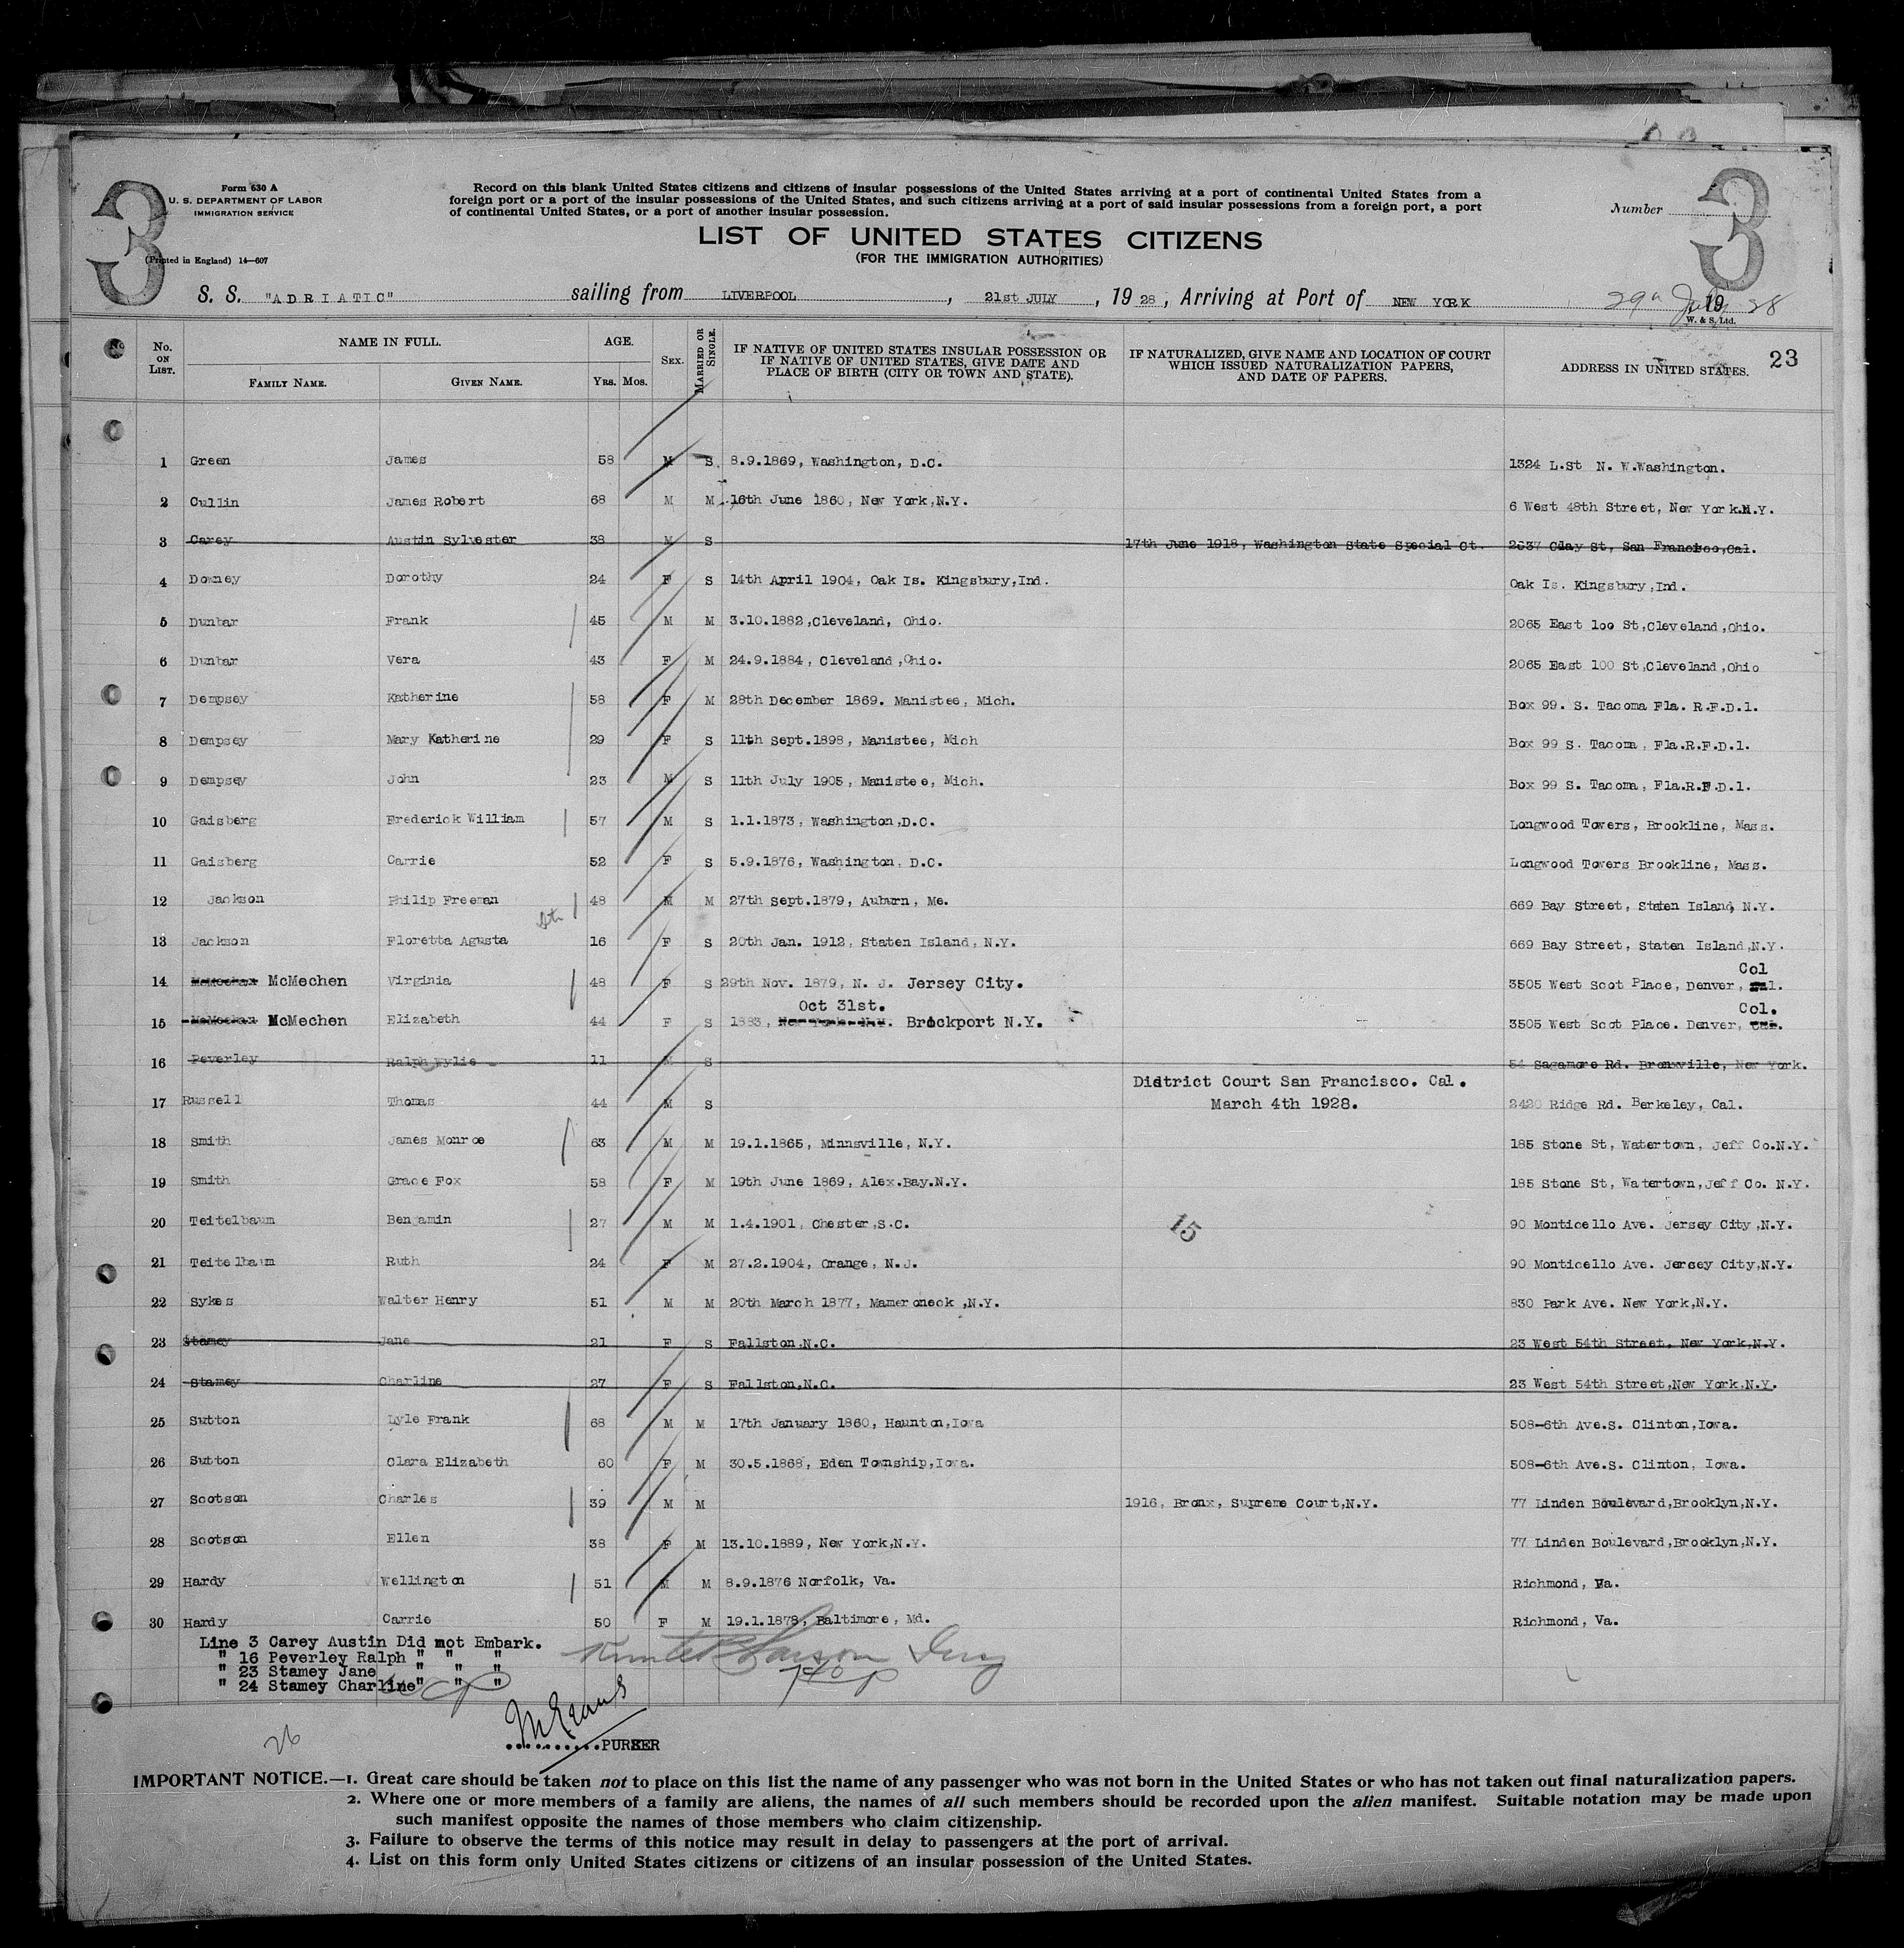 3
Form 630 A
U. S. DEPARTMENT OF LABOR
IMMIGRATION SERVICE
(Printed in England) 14—607
Record on this blank United States citizens and citizens of insular possessions of the United States arriving at a port of continental United States from a
foreign port or a port of the insular possessions of the United States, and such citizens arriving at a port of said insular possessions from a foreign port, a port
of continental United States, or a port of another insular possession.
Number
3
LIST OF UNITED STATES CITIZENS
(FOR THE IMMIGRATION AUTHORITIES)
S. S. "ADRIATIC" sailing from LIVERPOOL, 21st JULY, 19 28, Arriving at Port of NEW YORK 29th July 19 28
W. & S. Ltd.
No. ON LIST. NAME IN FULL. FAMILY NAME. GIVEN NAME. AGE. YRS. MOS. SEX. MARRIED OR SINGLE. IF NATIVE OF UNITED STATES INSULAR POSSESSION OR IF NATIVE OF UNITED STATES, GIVE DATE AND PLACE OF BIRTH (CITY OR TOWN AND STATE). IF NATURALIZED, GIVE NAME AND LOCATION OF COURT WHICH ISSUED NATURALIZATION PAPERS, AND DATE OF PAPERS. ADDRESS IN UNITED STATES. 23
1 Green James 58 M S. 8.9.1869, Washington, D.C. 1324 L.St N. W.Washington.
2 Cullin James Robert 68 M M 16th June 1860, New York,N.Y. 6 West 48th Street, New York.N.Y.
3 Carey Austin Sylvester 38 M S 17th June 1918, Washington State Special Ct. 2637 Clay St, San Francisco,Cal.
4 Downey Dorothy 24 F S 14th April 1904, Oak Is. Kingsbury,Ind. Oak Is. Kingsbury,Ind.
5 Dunbar Frank 45 M M 3.10.1882,Cleveland, Ohio. 2065 East 100 St,Cleveland,Ohio.
6 Dunbar Vera 43 F M 24.9.1884, Cleveland,Ohio. 2065 East 100 St,Cleveland,Ohio
7 Dempsey Katherine 58 F M 28th December 1869. Manistee, Mich. Box 99. S. Tacoma Fla. R.F.D.1.
8 Dempsey Mary Katherine 29 F S 11th Sept.1898, Manistee, Mich Box 99 S. Tacoma, Fla.R.F.D.1.
9 Dempsey John 23 M S 11th July 1905, Manistee, Mich. Box 99 S. Tacoma, Fla.R.F.D.1.
10 Gaisberg Frederick William 57 M S 1.1.1873, Washington,D.C. Longwood Towers, Brookline, Mass.
11 Gaisberg Carrie 52 F S 5.9.1876, Washington, D.C. Longwood Towers Brookline, Mass.
12 Jackson Philip Freeman 48 M M 27th Sept.1879, Auburn, Me. 669 Bay Street, Staten Island, N.Y.
13 Jackson Floretta Agusta 16 F S 20th Jan. 1912, Staten Island, N.Y. 669 Bay Street, Staten Island,N.Y.
14 McMechen Virginia 48 F S 29th Nov. 1879, N. J. Jersey City. 3505 West Scot Place, Denver, Col
15 McMechen Elizabeth 44 F S Oct 31st. 1883, New York N.Y. Brockport N.Y. 3505 West Scot Place. Denver, Col.
16 Peverley Ralph Wylie 11 M S 54 Sagamore Rd. Bronxville, New York.
17 Russell Thomas 44 M S District Court San Francisco. Cal. March 4th 1928. 2420 Ridge Rd. Berkeley, Cal.
18 Smith James Monroe 63 M M 19.1.1865, Minnsville, N.Y. 185 Stone St, Watertown, Jeff Co.N.Y.
19 Smith Grace Fox 58 F M 19th June 1869, Alex.Bay.N.Y. 185 Stone St, Watertown,Jeff Co. N.Y.
20 Teitelbaum Benjamin 27 M M 1.4.1901, Chester,S.C. 15 90 Monticello Ave. Jersey City,N.Y.
21 Teitelbaum Ruth 24 F M 27.2.1904, Orange, N.J. 90 Monticello Ave. Jersey City,N.Y.
22 Sykes Walter Henry 51 M M 20th March 1877, Mameroneck,N.Y. 830 Park Ave. New York,N.Y.
23 Stamey Jane 21 F S Fallston.N.C. 23 West 54th Street, New York,N.Y.
24 Stamey Charline 27 F S Fallston,N.C. 23 West 54th Street,New York.N.Y.
25 Sutton Lyle Frank 68 M M 17th January 1860, Haunton,Iowa 508-6th Ave.S. Clinton,Iowa.
26 Sutton Clara Elizabeth 60 F M 30.5.1868, Eden Township,Iowa. 508-6th Ave.S. Clinton, Iowa.
27 Scotson Charles 39 M M 1916, Bronx, Supreme Court,N.Y. 77 Linden Boulevard,Brooklyn,N.Y.
28 Scotson Ellen 38 F M 13.10.1889, New York,N.Y. 77 Linden Boulevard,Brooklyn,N.Y.
29 Hardy Wellington 51 M M 8.9.1876 Norfolk, Va. Richmond, Va.
30 Hardy Carrie 50 F M 19.1.1878, Baltimore, Md. Richmond, Va.
Line 3 Carey Austin Did not Embark.
" 16 Peverley Ralph " " "
" 23 Stamey Jane " " "
" 24 Stamey Charline" " "
26
PURSER
IMPORTANT NOTICE.—1. Great care should be taken not to place on this list the name of any passenger who was not born in the United States or who has not taken out final naturalization papers.
2. Where one or more members of a family are aliens, the names of all such members should be recorded upon the alien manifest. Suitable notation may be made upon
such manifest opposite the names of those members who claim citizenship.
3. Failure to observe the terms of this notice may result in delay to passengers at the port of arrival.
4. List on this form only United States citizens or citizens of an insular possession of the United States.